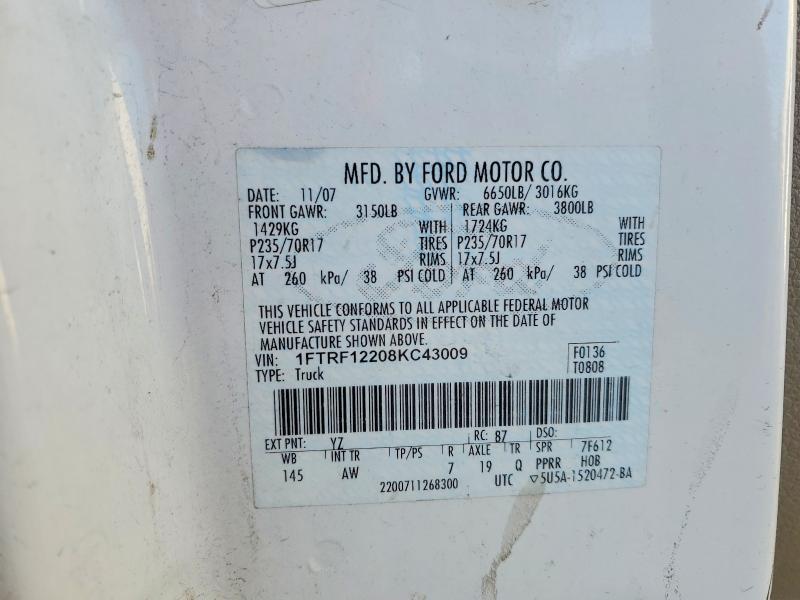 MFD. BY FORD MOTOR CO.
DATE: 11/07 GVWR: 6650LB/ 3016KG
FRONT GAWR: 3150LB REAR GAWR: 3800LB
1429KG WITH 1724KG WITH
P235/70R17 TIRES P235/70R17 TIRES
17x7.5J RIMS 17x7.5J RIMS
AT 260 kPa/ 38 PSI COLD AT 260 kPa/ 38 PSI COLD
THIS VEHICLE CONFORMS TO ALL APPLICABLE FEDERAL MOTOR
VEHICLE SAFETY STANDARDS IN EFFECT ON THE DATE OF
MANUFACTURE SHOWN ABOVE.
VIN: 1FTRF12208KC43009 F0136
TYPE: Truck T0808
EXT PNT: YZ RC: 87 DSO:
WB INT TR TP/PS R AXLE TR SPR 7F612
145 AW 7 19 Q PPRR HOB
2200711268300 UTC ▽5U5A-1520472-BA